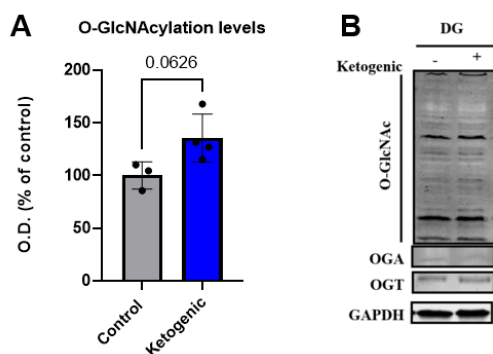 A
O-GlcNAcylation levels
0.0626
200
150
100
50
0
O.D. (% of control)
Control
Ketogenic
B
DG
Ketogenic - +
O-GlcNAc
OGA
OGT
GAPDH